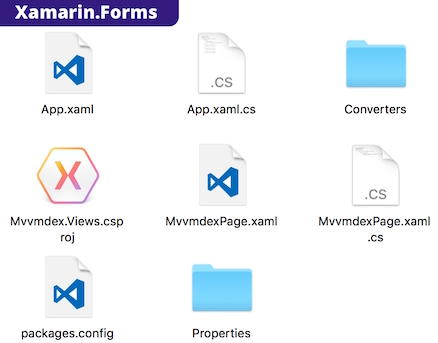 Xamarin.Forms
.CS
App.xaml
App.xaml.cs
Converters
.CS
Mvvmdex.Views.csp
roj
MvvmdexPage.xaml
MvvmdexPage.xaml
.cs
packages.config
Properties